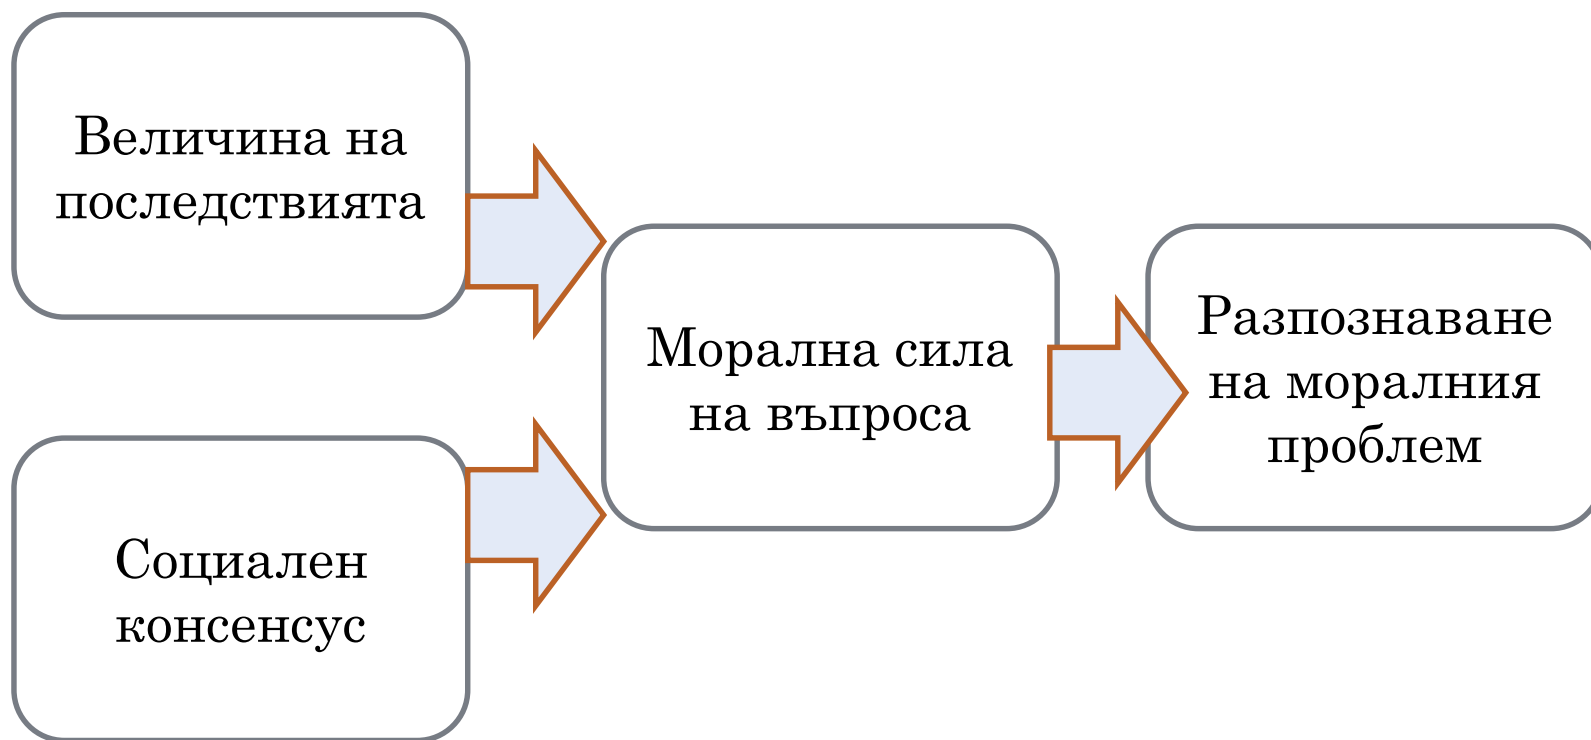 Величина на
последствията
Социален
консенсус
Морална сила
на въпроса
Разпознаване
на моралния
проблем